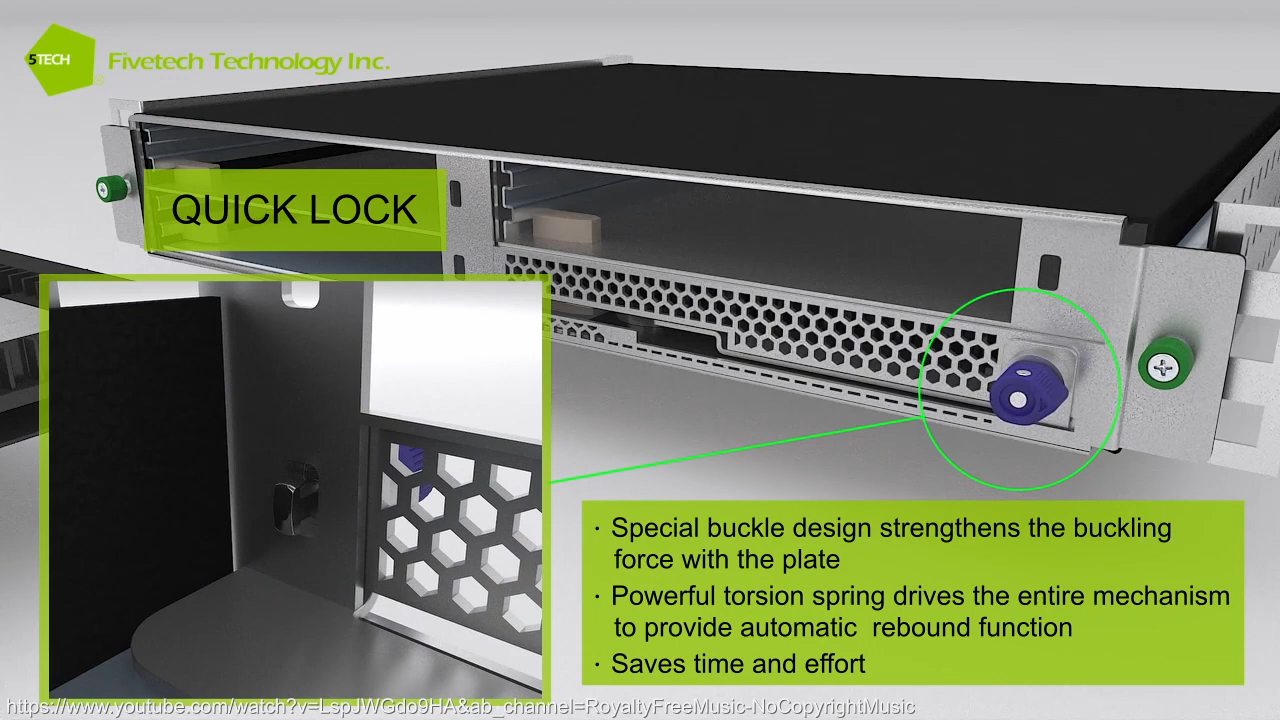 5TECH
Fivetech Technology Inc.
QUICK LOCK
· Special buckle design strengthens the buckling
force with the plate
· Powerful torsion spring drives the entire mechanism
to provide automatic  rebound function
· Saves time and effort
https://www.youtube.com/watch?v=LspJWGdo9HA&ab_channel=RoyaltyFreeMusic-NoCopyrightMusic